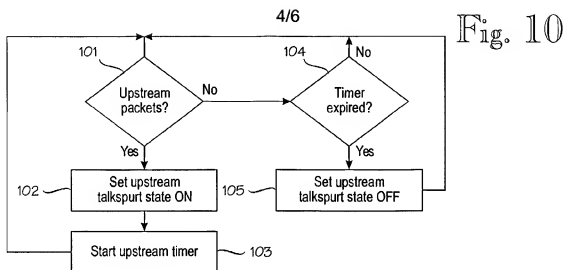 4/6
Fig. 10
101
Upstream
packets?
No
Yes
104
Timer
expired?
No
Yes
102
Set upstream
talkspurt state ON
105
Set upstream
talkspurt state OFF
Start upstream timer
103